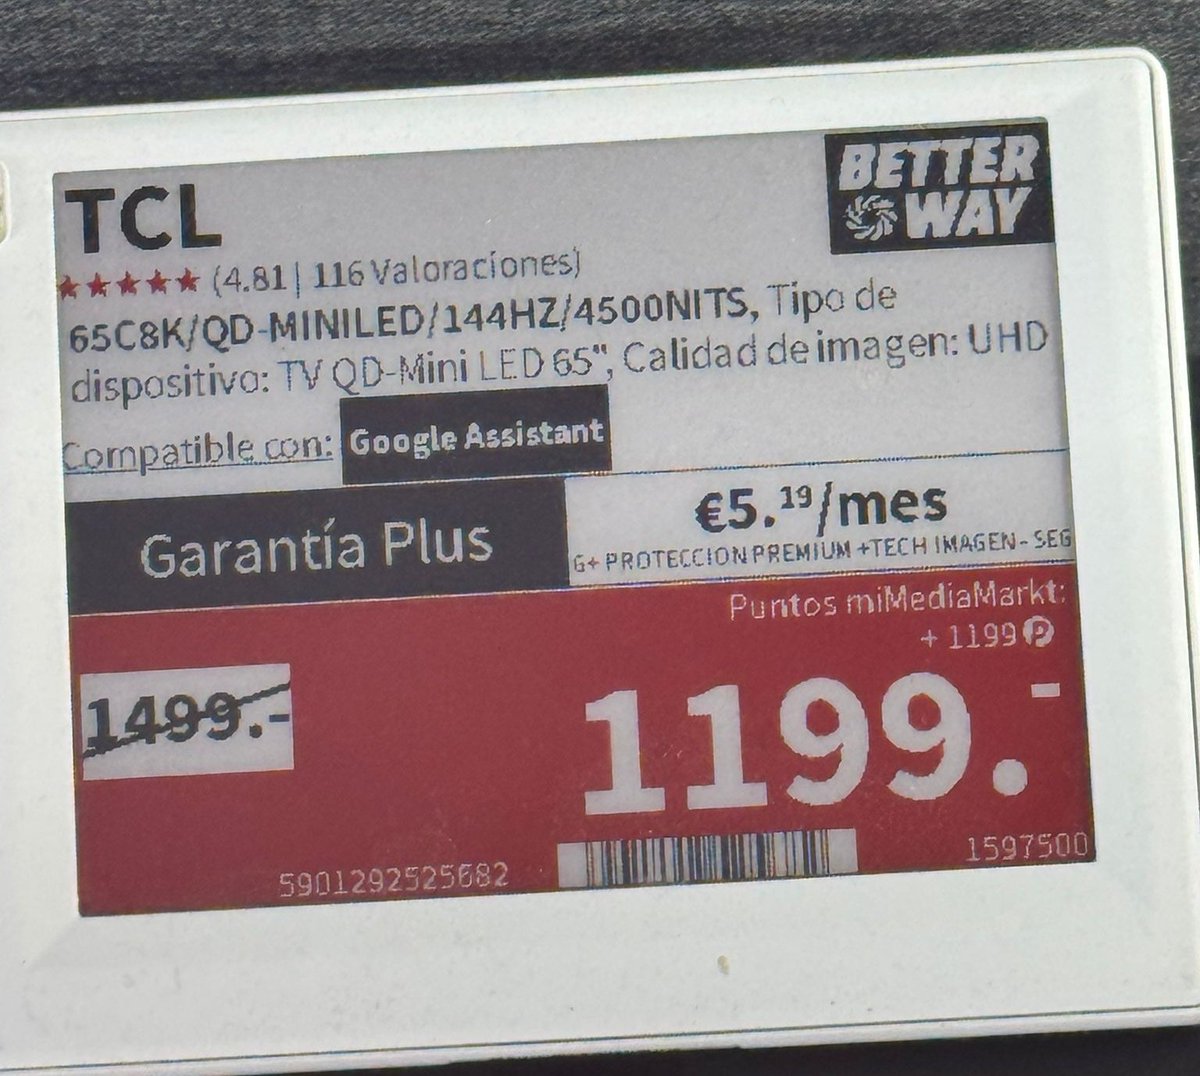 TCL
BETTER
WAY
(4.81 | 116 Valoraciones)
65C8K/QD-MINILED/144HZ/4500NITS, Tipo de
dispositivo: TV QD-Mini LED 65", Calidad de imagen: UHD
Compatible con: Google Assistant
Garantía Plus
€5.19/mes
G+ PROTECCION PREMIUM +TECH IMAGEN - SEG
Puntos miMediaMarkt:
+ 1199 P
1499.-
1199.-
5901292525682
1597500